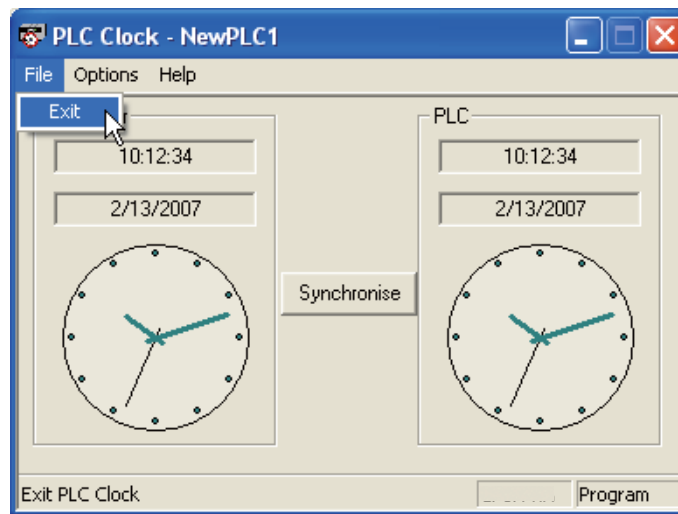 PLC Clock - NewPLC1
File Options Help
Exit
PLC
10:12:34
10:12:34
2/13/2007
2/13/2007
Synchronise
Exit PLC Clock
Program